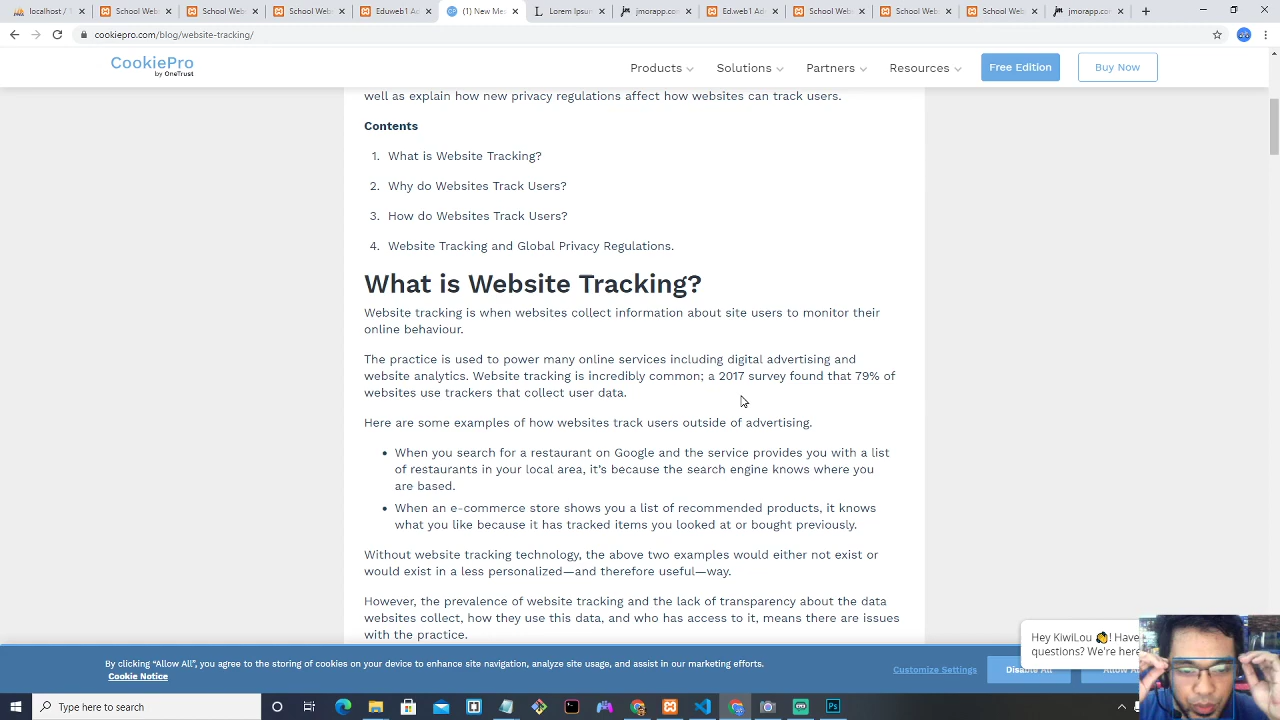 localhost / 1
School Web
School Web
School Web
Eduweb1 Ad
(1) New Me
Lorem Ipsu
jmorapp.co
Ed.web1 Ad
School Web
School Web
School Web
jmorapp.co
cookiepro.com/blog/website-tracking/
CookiePro
by OneTrust
Products
Solutions
Partners
Resources
Free Edition
Buy Now
well as explain how new privacy regulations affect how websites can track users.
Contents
1. What is Website Tracking?
2. Why do Websites Track Users?
3. How do Websites Track Users?
4. Website Tracking and Global Privacy Regulations.
What is Website Tracking?
Website tracking is when websites collect information about site users to monitor their
online behaviour.
The practice is used to power many online services including digital advertising and
website analytics. Website tracking is incredibly common; a 2017 survey found that 79% of
websites use trackers that collect user data.
Here are some examples of how websites track users outside of advertising.
When you search for a restaurant on Google and the service provides you with a list
of restaurants in your local area, it's because the search engine knows where you
are based.
When an e-commerce store shows you a list of recommended products, it knows
what you like because it has tracked items you looked at or bought previously.
Without website tracking technology, the above two examples would either not exist or
would exist in a less personalized—and therefore useful—way.
However, the prevalence of website tracking and the lack of transparency about the data
websites collect, how they use this data, and who has access to it, means there are issues
with the practice.
Hey KiwiLou 👋! Have
questions? We're here
By clicking "Allow All", you agree to the storing of cookies on your device to enhance site navigation, analyze site usage, and assist in our marketing efforts.
Cookie Notice
Customize Settings
Disable All
Allow A
Type here to search